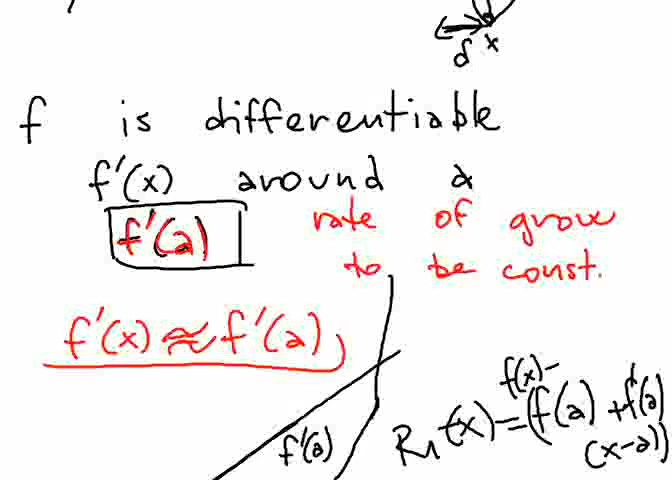 δ x
f is differentiable
f'(x) around a
f'(a) rate of grow
to be const.
f'(x) ≈ f'(a)
f'(a)
R₁(x) = f(x) - (f(a) + f'(a)
(x-a))